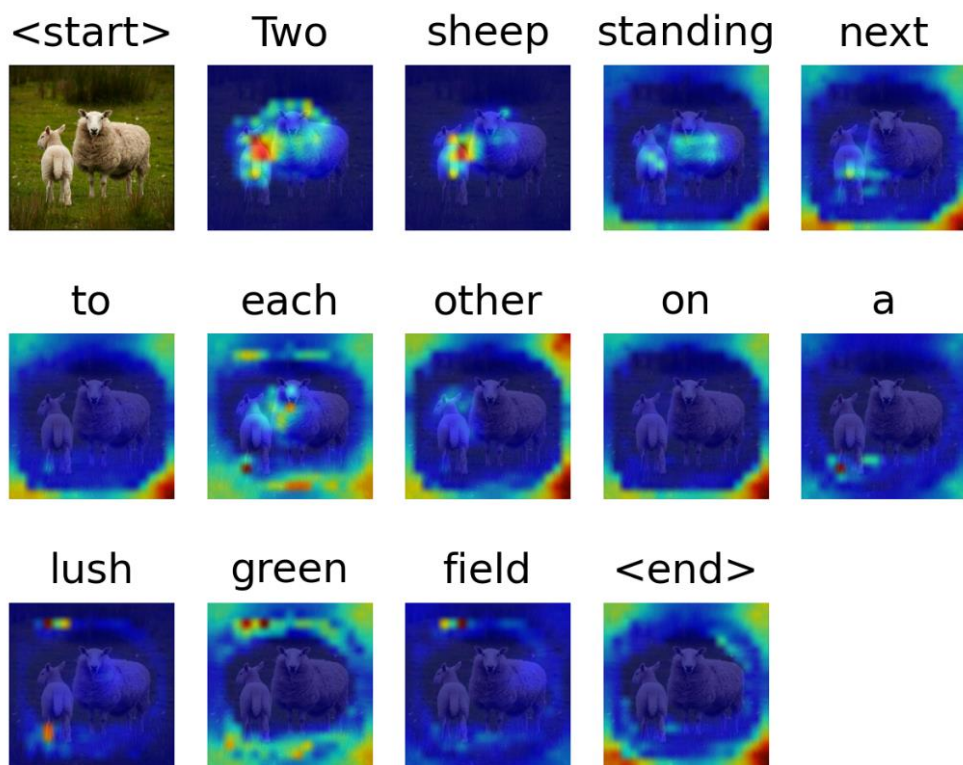 <start> Two sheep standing next
to each other on a
lush green field <end>